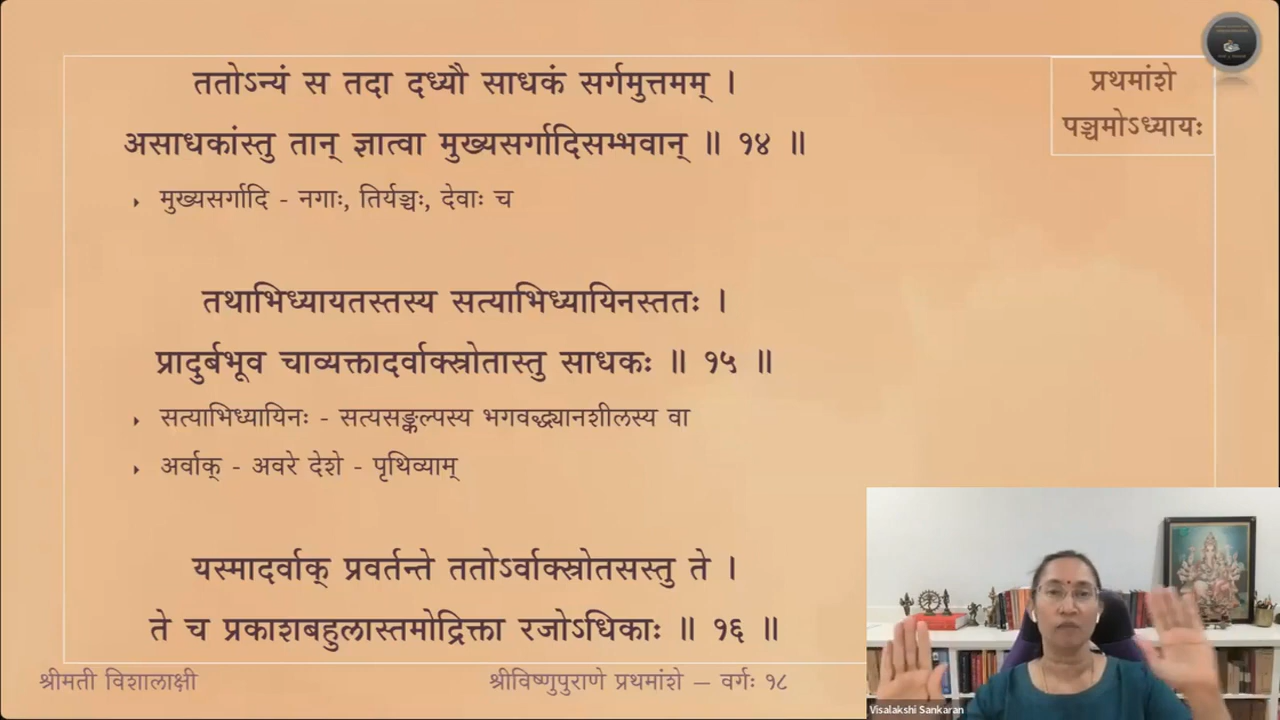 ततोऽन्यं स तदा दध्यौ साधकं सर्गमुत्तमम् ।
असाधकांस्तु तान् ज्ञात्वा मुख्यसर्गादिसम्भवान् ॥ १४ ॥
मुख्यसर्गादि - नगाः, तिर्यञ्चः, देवाः च
तथाभिध्यायतस्तस्य सत्याभिध्यायिनस्ततः ।
प्रादुर्बभूव चाव्यक्तादर्वाक्स्रोतास्तु साधकः ॥ १५ ॥
सत्याभिध्यायिनः - सत्यसङ्कल्पस्य भगवद्ध्यानशीलस्य वा
अर्वाक् - अवरे देशे - पृथिव्याम्
यस्मादर्वाक् प्रवर्तन्ते ततोऽर्वाक्स्रोतसस्तु ते ।
ते च प्रकाशबहुलास्तमोद्रिक्ता रजोऽधिकाः ॥ १६ ॥
प्रथमांशे
पञ्चमोऽध्यायः
श्रीमती विशालाक्षी
श्रीविष्णुपुराणे प्रथमांशे – वर्गः १८
Visalakshi Sankaran